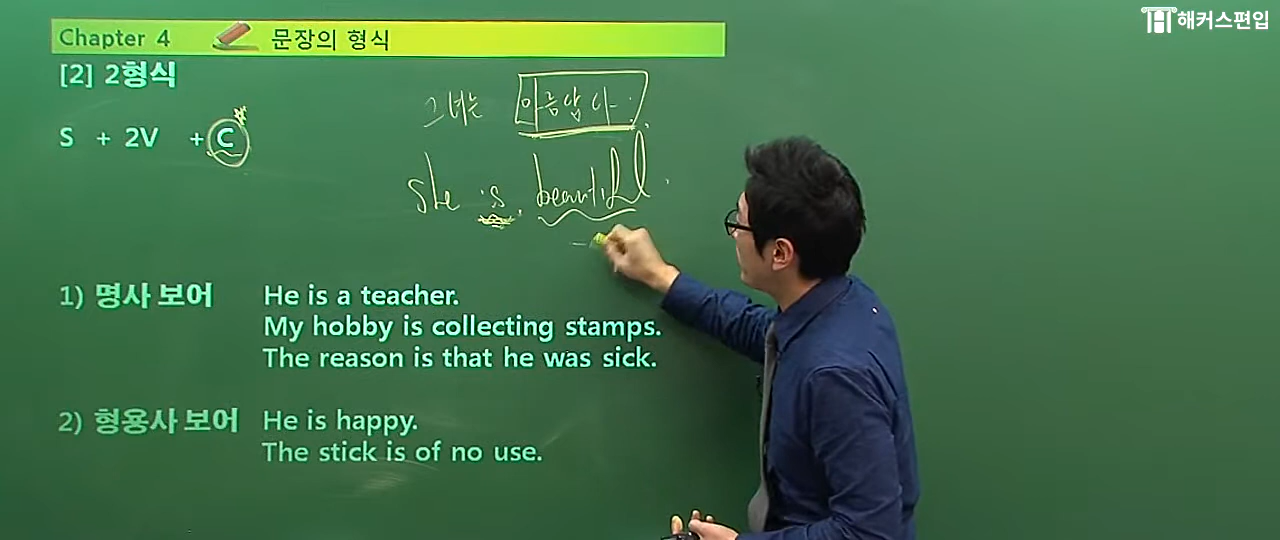 해커스편입
Chapter 4 문장의 형식
[2] 2형식
그녀는 아름답다.
S + 2V + C
She is beautiful.
1) 명사 보어 He is a teacher.
My hobby is collecting stamps.
The reason is that he was sick.
2) 형용사 보어 He is happy.
The stick is of no use.